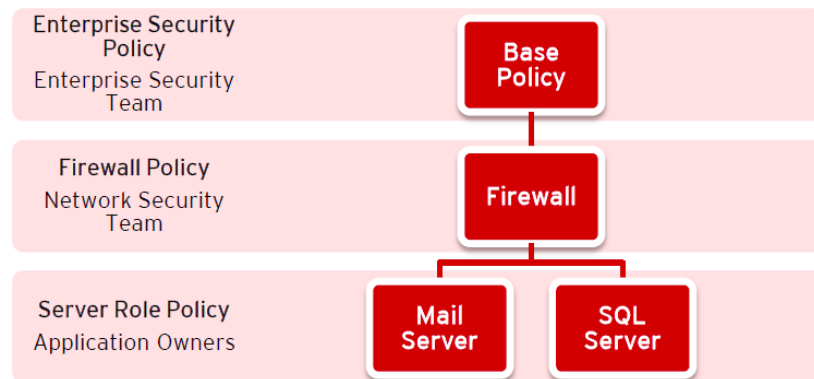 Enterprise Security
Policy
Enterprise Security
Team
Base
Policy
Firewall Policy
Network Security
Team
Firewall
Server Role Policy
Application Owners
Mail
Server
SQL
Server